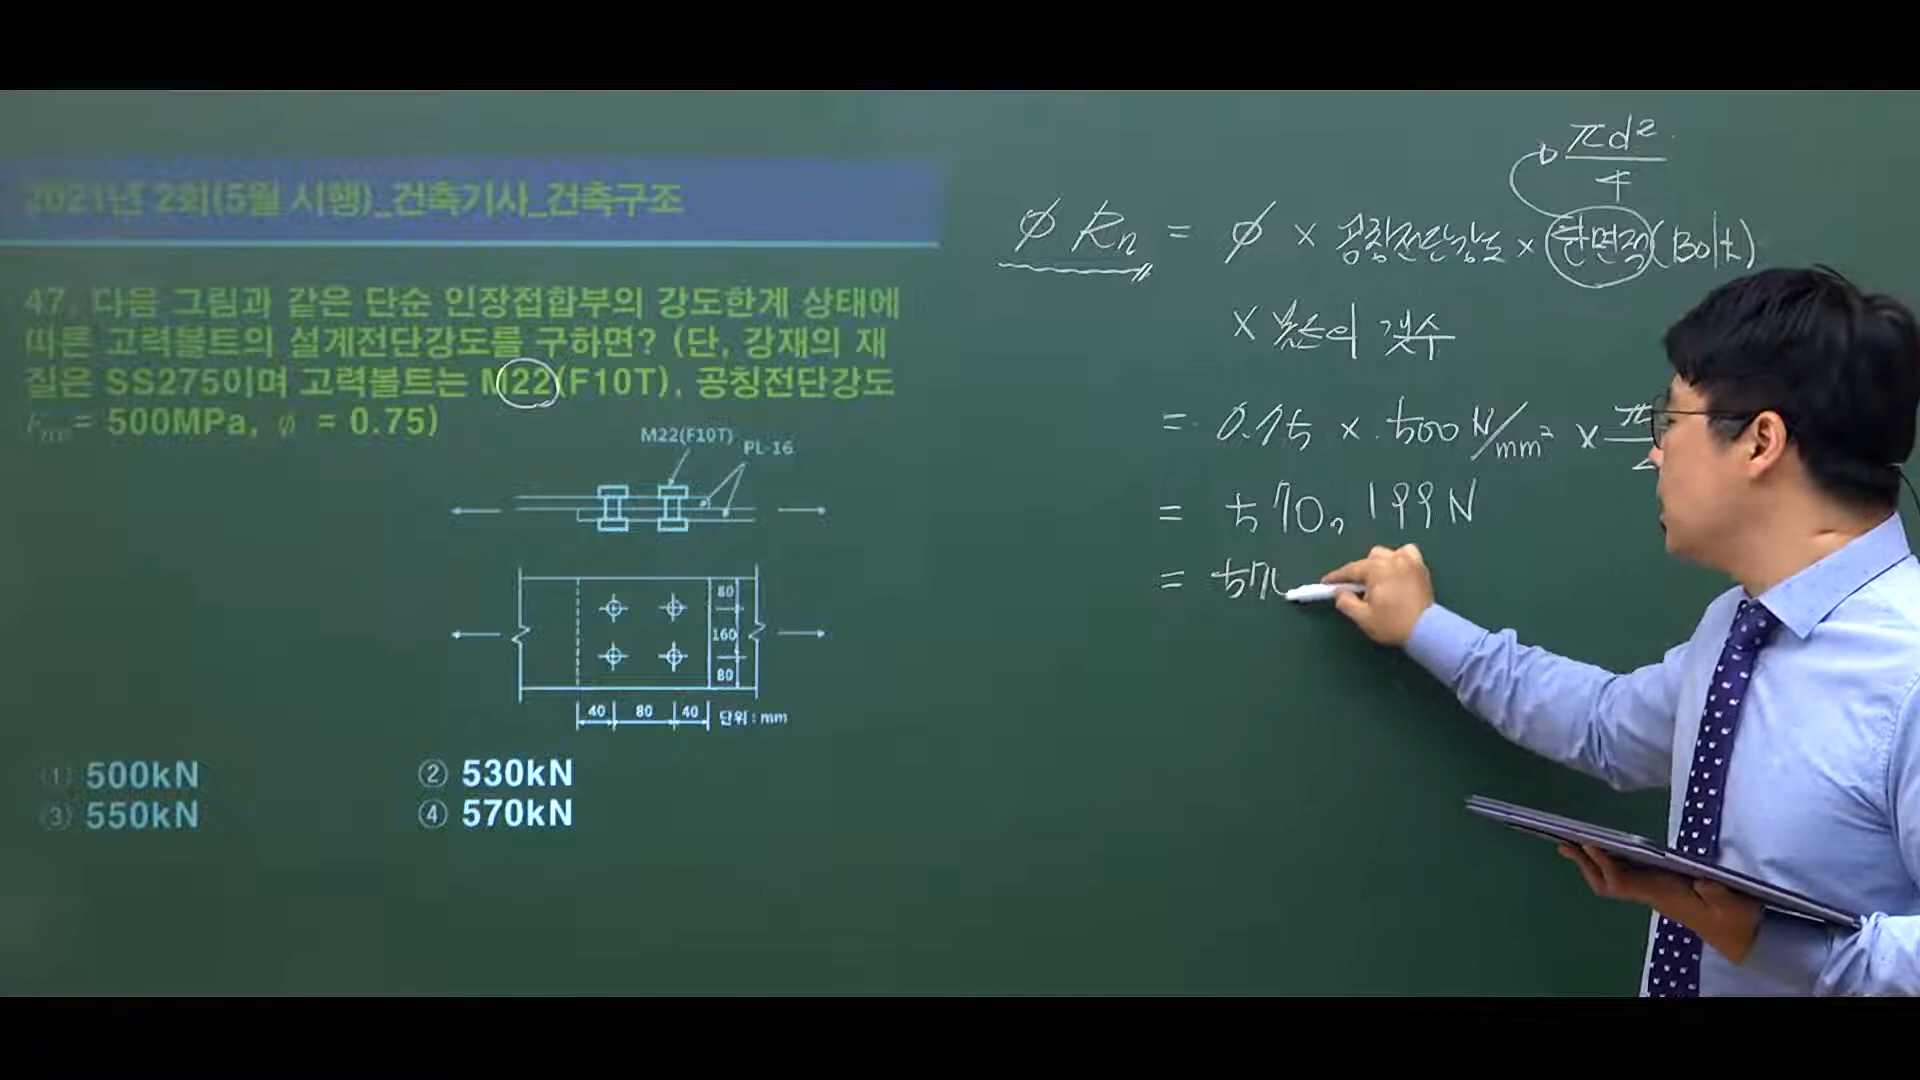 2021년 2회(5월 시행)_건축기사_건축구조
47. 다음 그림과 같은 단순 인장접합부의 강도한계 상태에
따른 고력볼트의 설계전단강도를 구하면? (단, 강재의 재
질은 SS275이며 고력볼트는 M22(F10T), 공칭전단강도
= 500MPa, ø = 0.75)
M22(F10T)
PL-16
80
160
80
40 80 40 단위 : mm
① 500kN ② 530kN
③ 550kN ④ 570kN
πd²
4
ø Rn = ø × 공칭전단강도 × 단면적(Bolt)
× 볼트의 갯수
= 0.75 × 500 N/mm² × π
= 570,199N
= 570